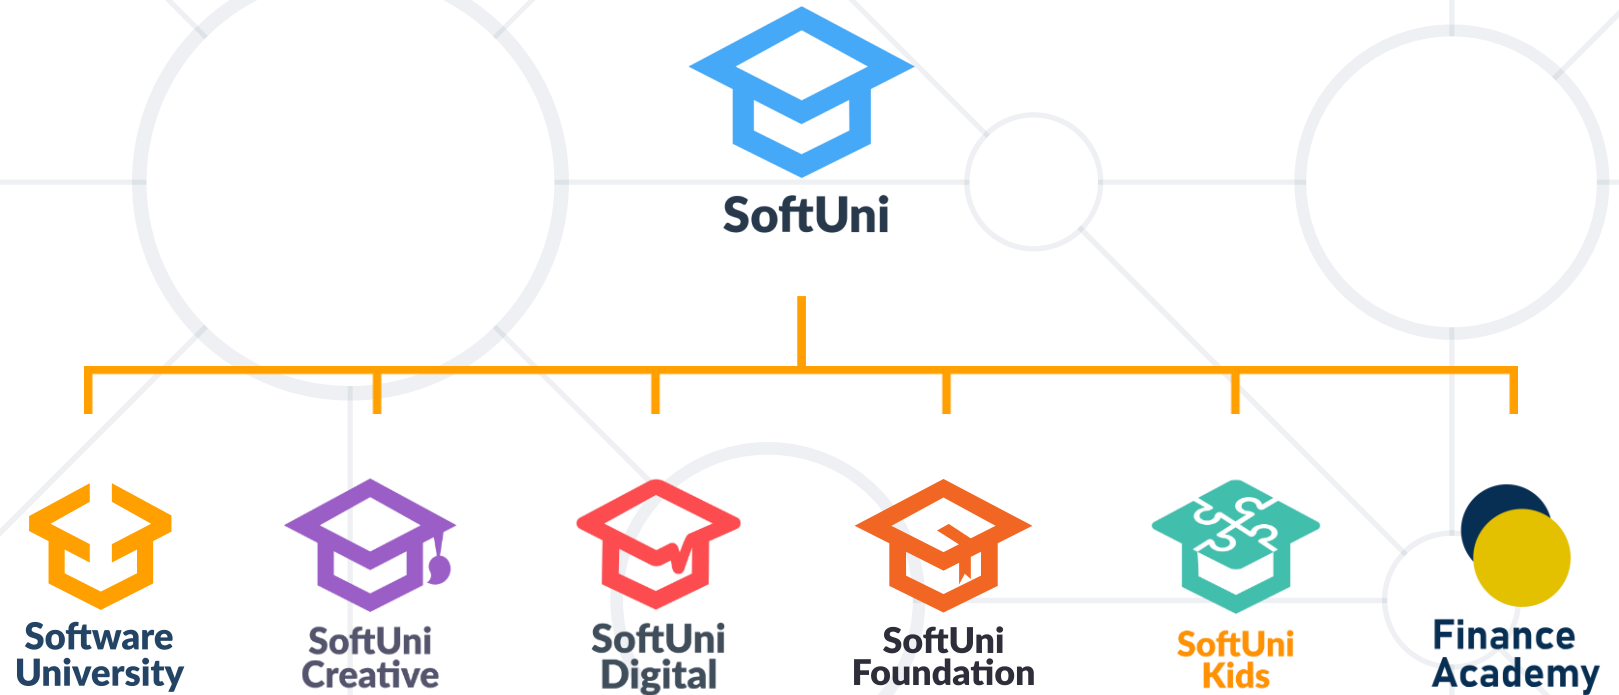 SoftUni
Software
University
SoftUni
Creative
SoftUni
Digital
SoftUni
Foundation
SoftUni
Kids
Finance
Academy